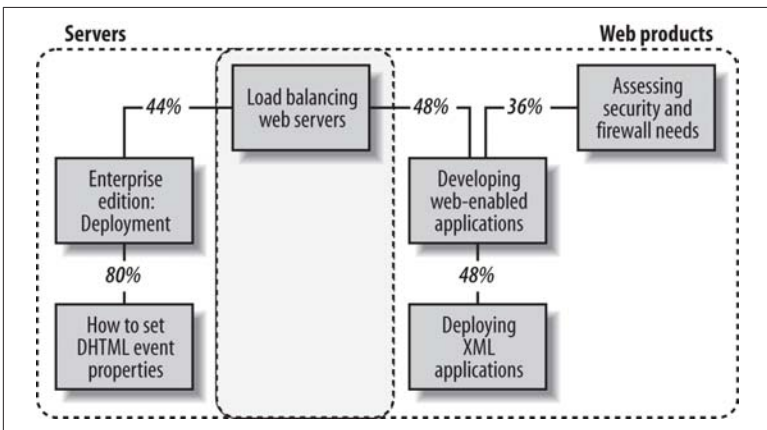 Servers
Web products
44%
Load balancing
web servers
48%
36%
Assessing
security and
firewall needs
Enterprise
edition:
Deployment
Developing
web-enabled
applications
80%
48%
How to set
DHTML event
properties
Deploying
XML
applications